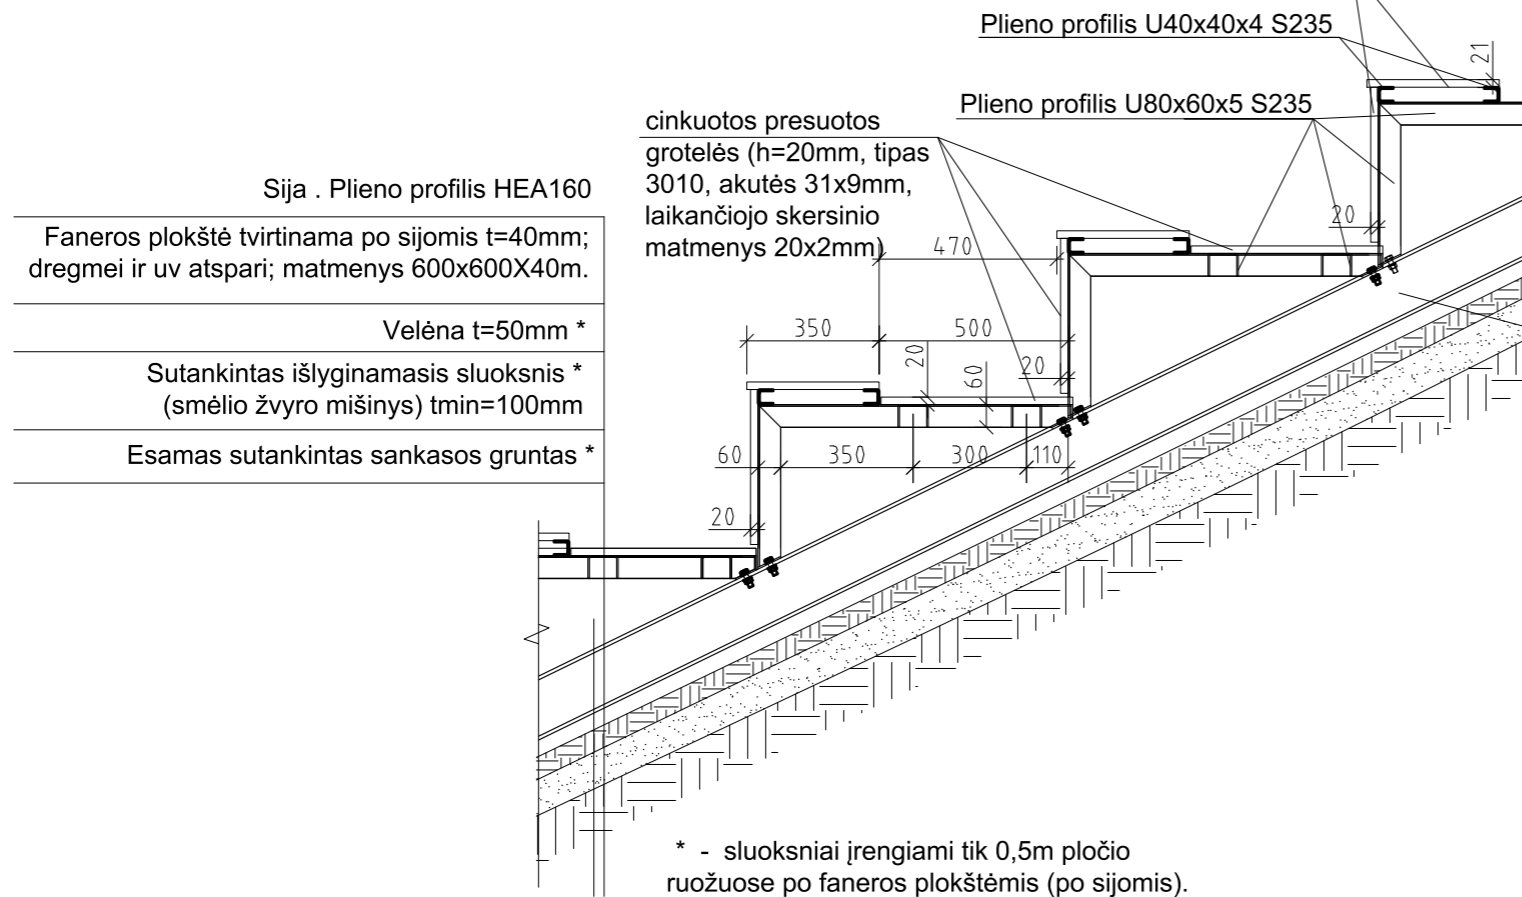 Plieno profilis U40x40x4 S235
21
Plieno profilis U80x60x5 S235
cinkuotos presuotos
grotelės (h=20mm, tipas
3010, akutės 31x9mm,
laikančiojo skersinio
matmenys 20x2mm)
Sija . Plieno profilis HEA160
Faneros plokštė tvirtinama po sijomis t=40mm;
dregmei ir uv atspari; matmenys 600x600X40m.
Velėna t=50mm *
Sutankintas išlyginamasis sluoksnis *
(smėlio žvyro mišinys) tmin=100mm
Esamas sutankintas sankasos gruntas *
20
470
350
500
20
60
20
60
350
300
110
20
* - sluoksniai įrengiami tik 0,5m pločio
ruožuose po faneros plokštėmis (po sijomis).